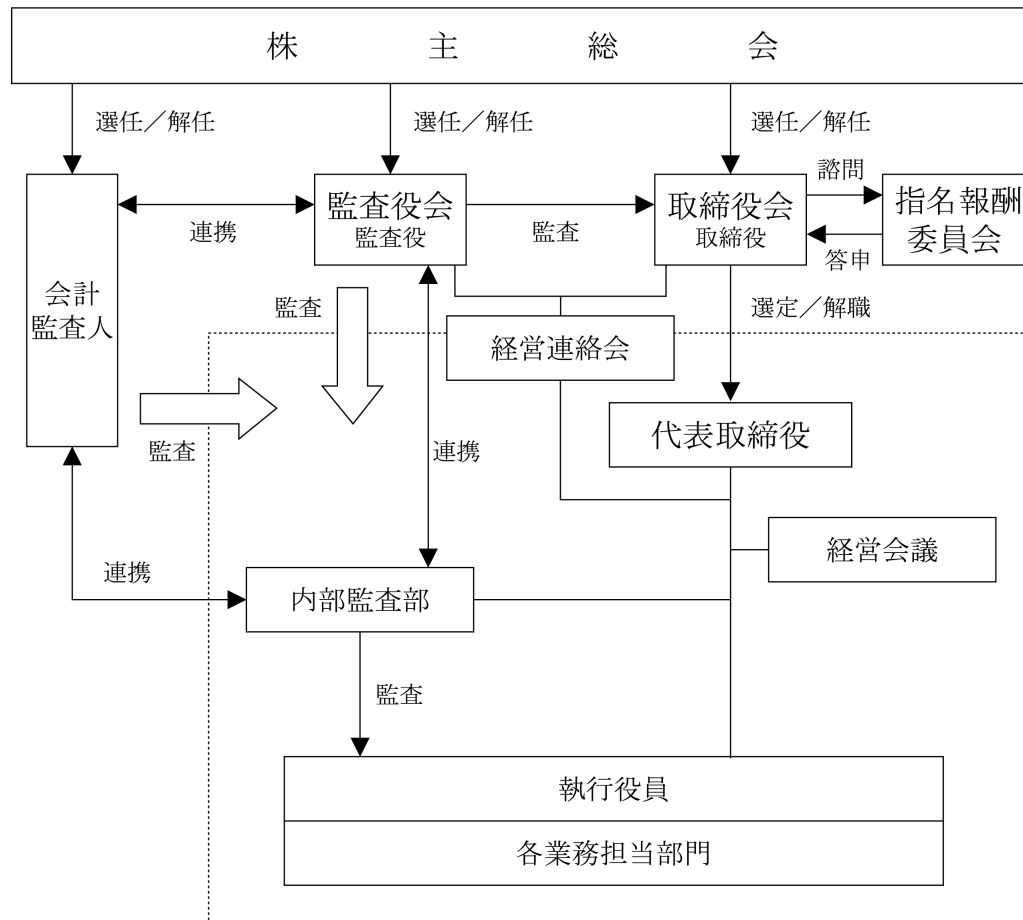 株主総会
選任／解任
選任／解任
選任／解任
諮問
監査役会
監査役
取締役会
取締役
指名報酬
委員会
連携
監査
答申
会計
監査人
監査
選定／解職
経営連絡会
代表取締役
監査
連携
経営会議
連携
内部監査部
監査
執行役員
各業務担当部門